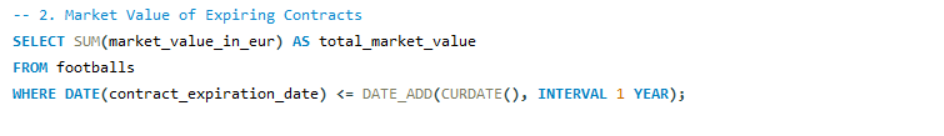 -- 2. Market Value of Expiring Contracts
SELECT SUM(market_value_in_eur) AS total_market_value
FROM footballs
WHERE DATE(contract_expiration_date) <= DATE_ADD(CURDATE(), INTERVAL 1 YEAR);